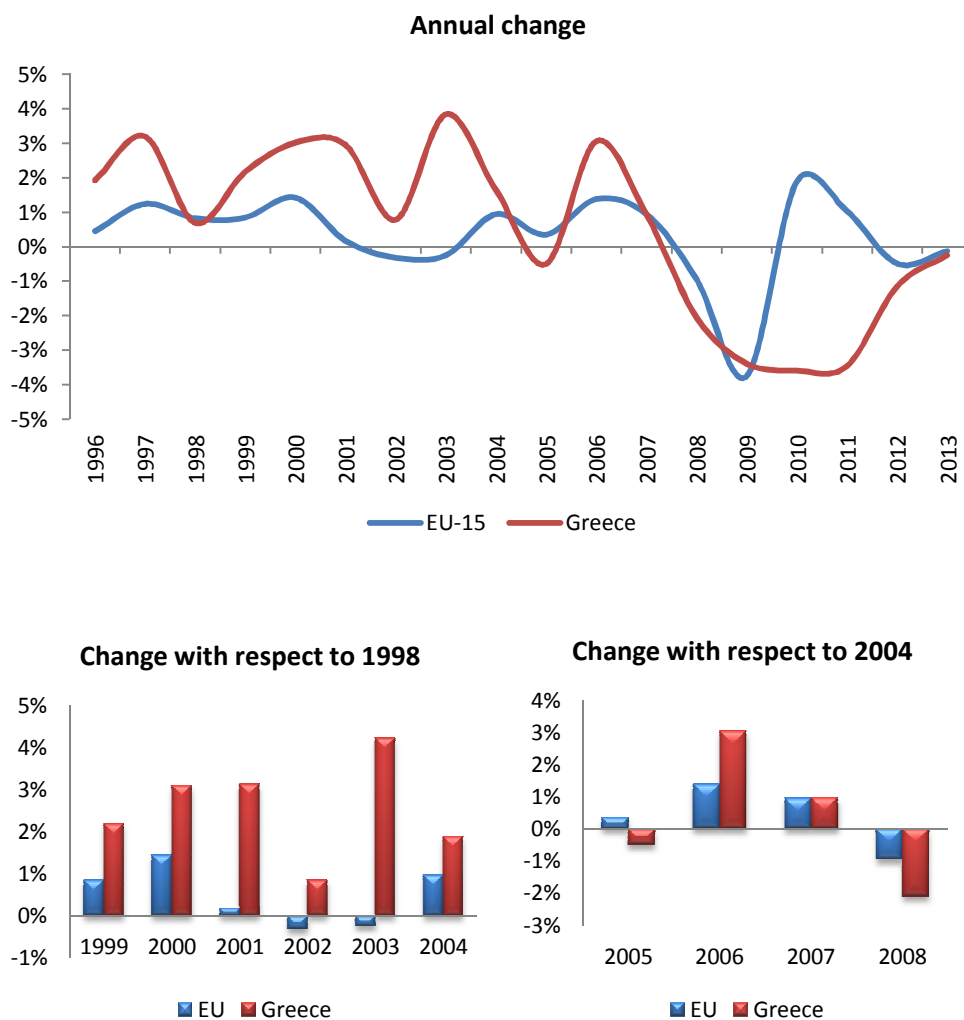 Annual change
5%
4%
3%
2%
1%
0%
-1%
-2%
-3%
-4%
-5%
1996 1997 1998 1999 2000 2001 2002 2003 2004 2005 2006 2007 2008 2009 2010 2011 2012 2013
EU-15 Greece
Change with respect to 1998
5%
4%
3%
2%
1%
0%
-1%
1999 2000 2001 2002 2003 2004
EU Greece
Change with respect to 2004
4%
3%
2%
1%
0%
-1%
-2%
-3%
2005 2006 2007 2008
EU Greece